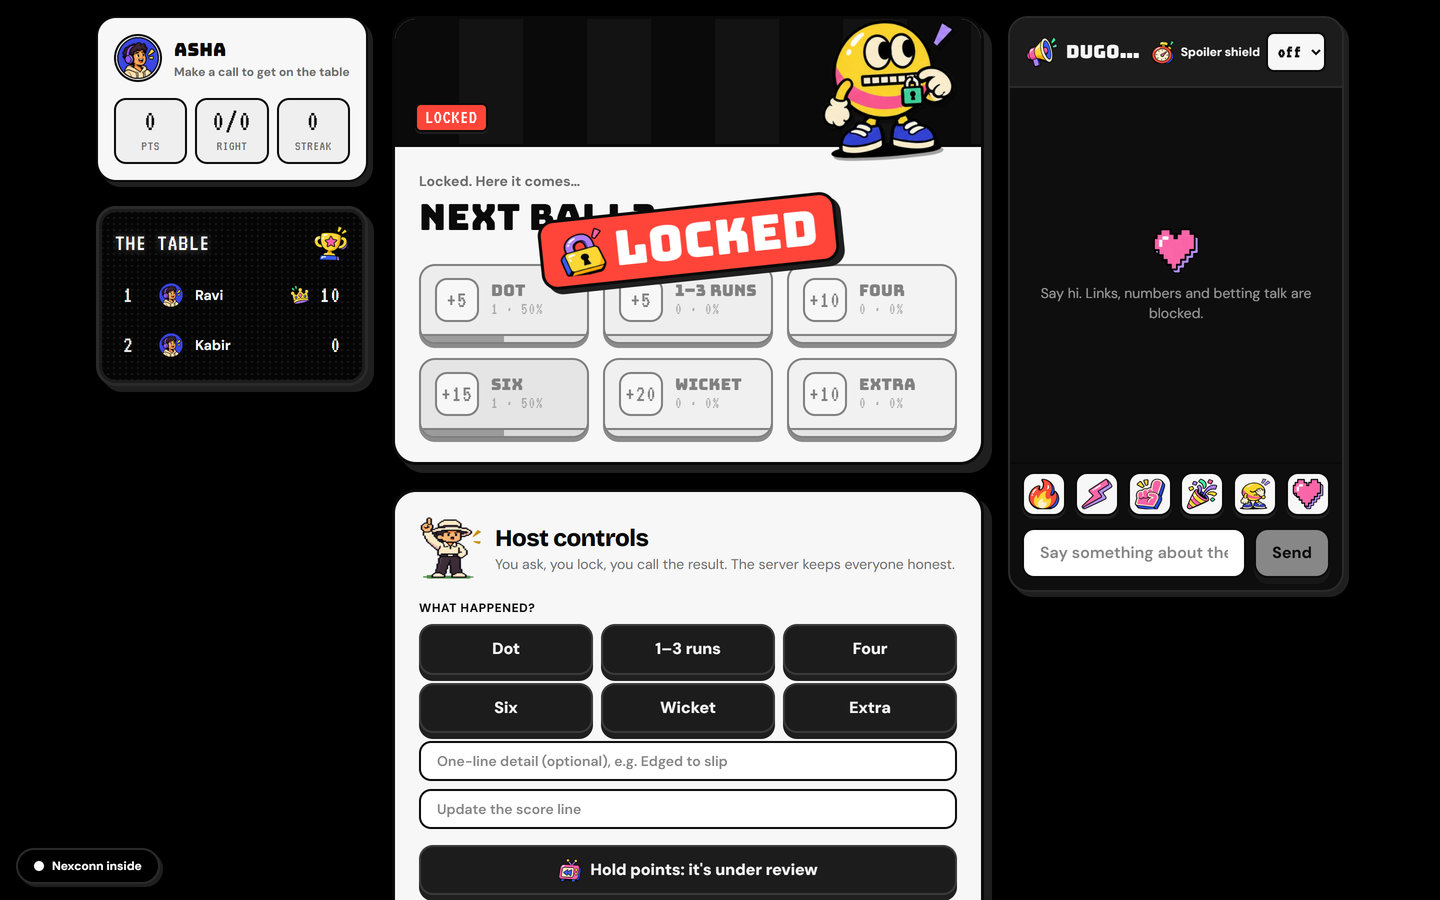 ASHA
Make a call to get on the table
0
PTS
0/0
RIGHT
0
STREAK
THE TABLE
1 Ravi 10
2 Kabir 0
LOCKED
Locked. Here it comes...
NEXT
LOCKED
+5 DOT
1 · 50%
+5 1–3 RUNS
0 · 0%
+10 FOUR
0 · 0%
+15 SIX
1 · 50%
+20 WICKET
0 · 0%
+10 EXTRA
0 · 0%
Host controls
You ask, you lock, you call the result. The server keeps everyone honest.
WHAT HAPPENED?
Dot
1–3 runs
Four
Six
Wicket
Extra
One-line detail (optional), e.g. Edged to slip
Update the score line
Hold points: it's under review
DUGO...
Spoiler shield
off
Say hi. Links, numbers and betting talk are
blocked.
Say something about the
Send
Nexconn inside